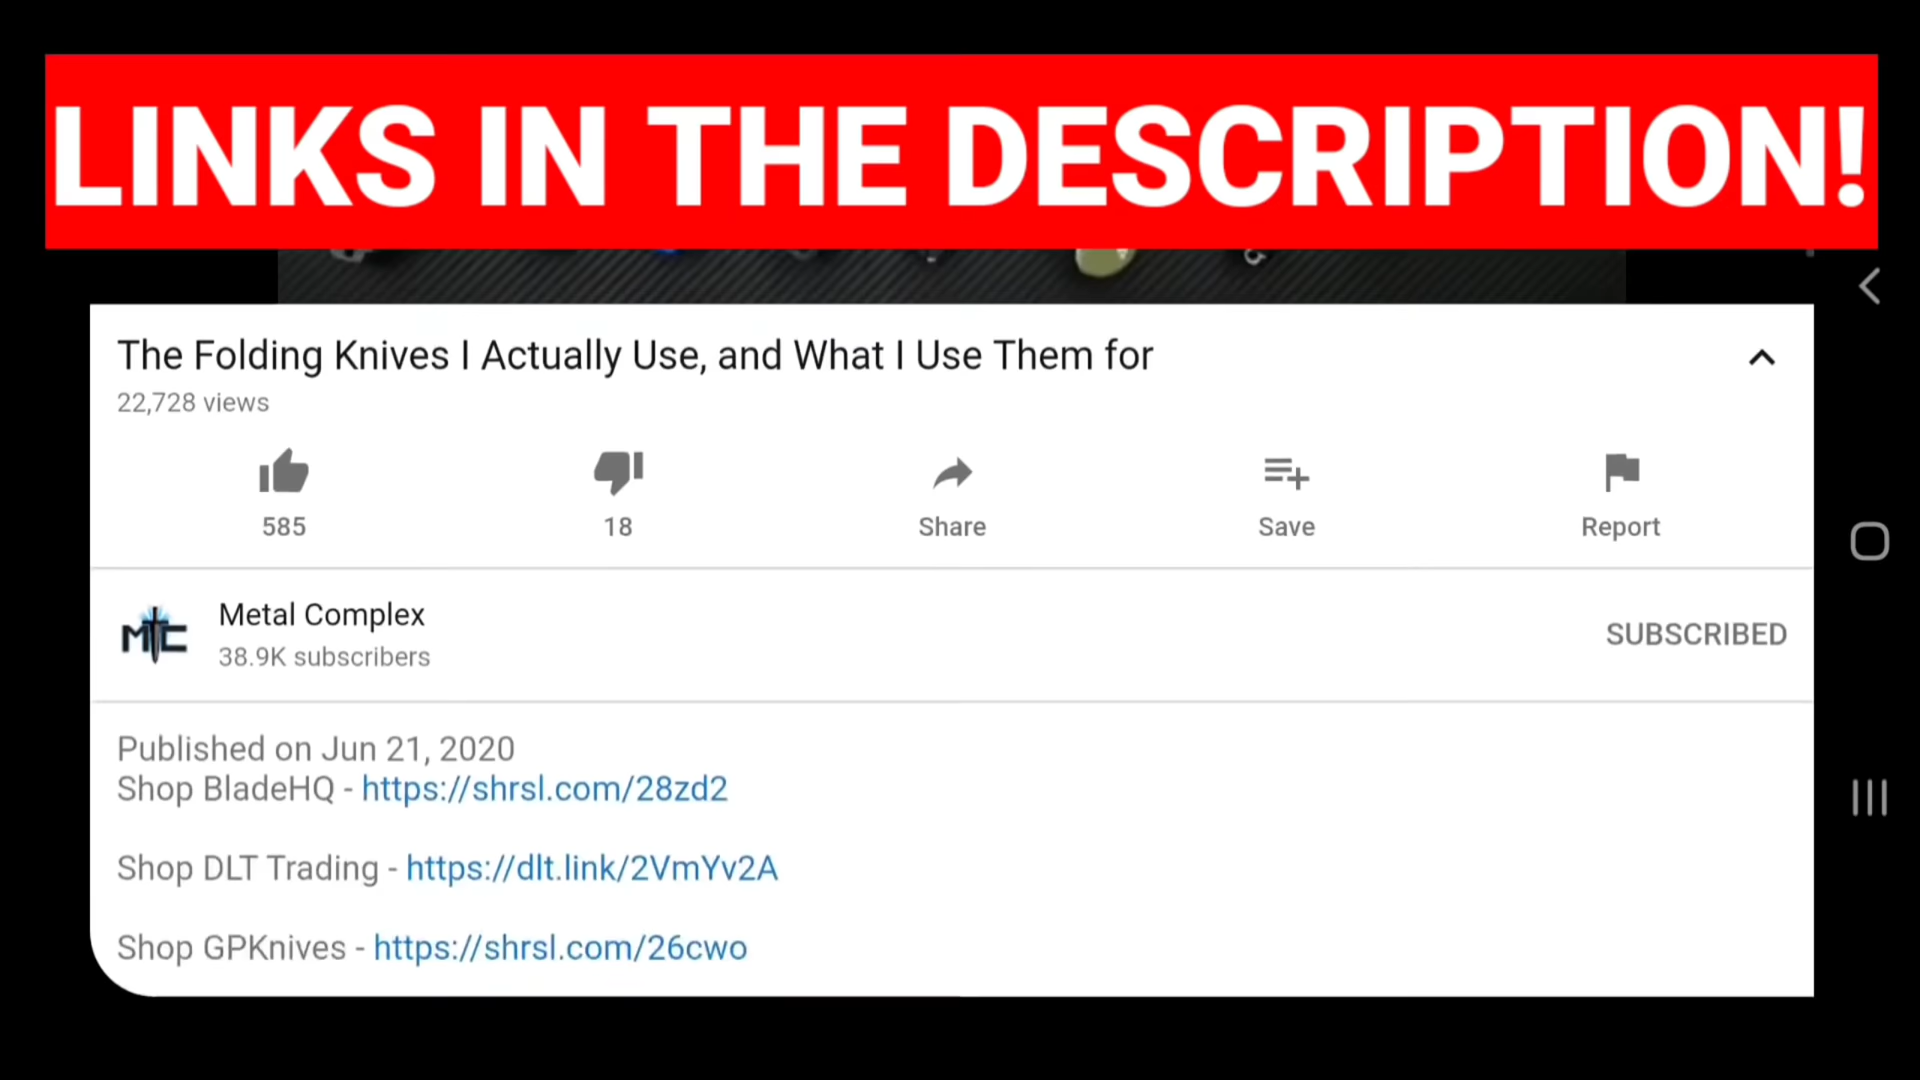 LINKS IN THE DESCRIPTION!
The Folding Knives I Actually Use, and What I Use Them for
22,728 views
585
18
Share
Save
Report
MTC
Metal Complex
38.9K subscribers
SUBSCRIBED
Published on Jun 21, 2020
Shop BladeHQ - https://shrsl.com/28zd2
Shop DLT Trading - https://dlt.link/2VmYv2A
Shop GPKnives - https://shrsl.com/26cwo